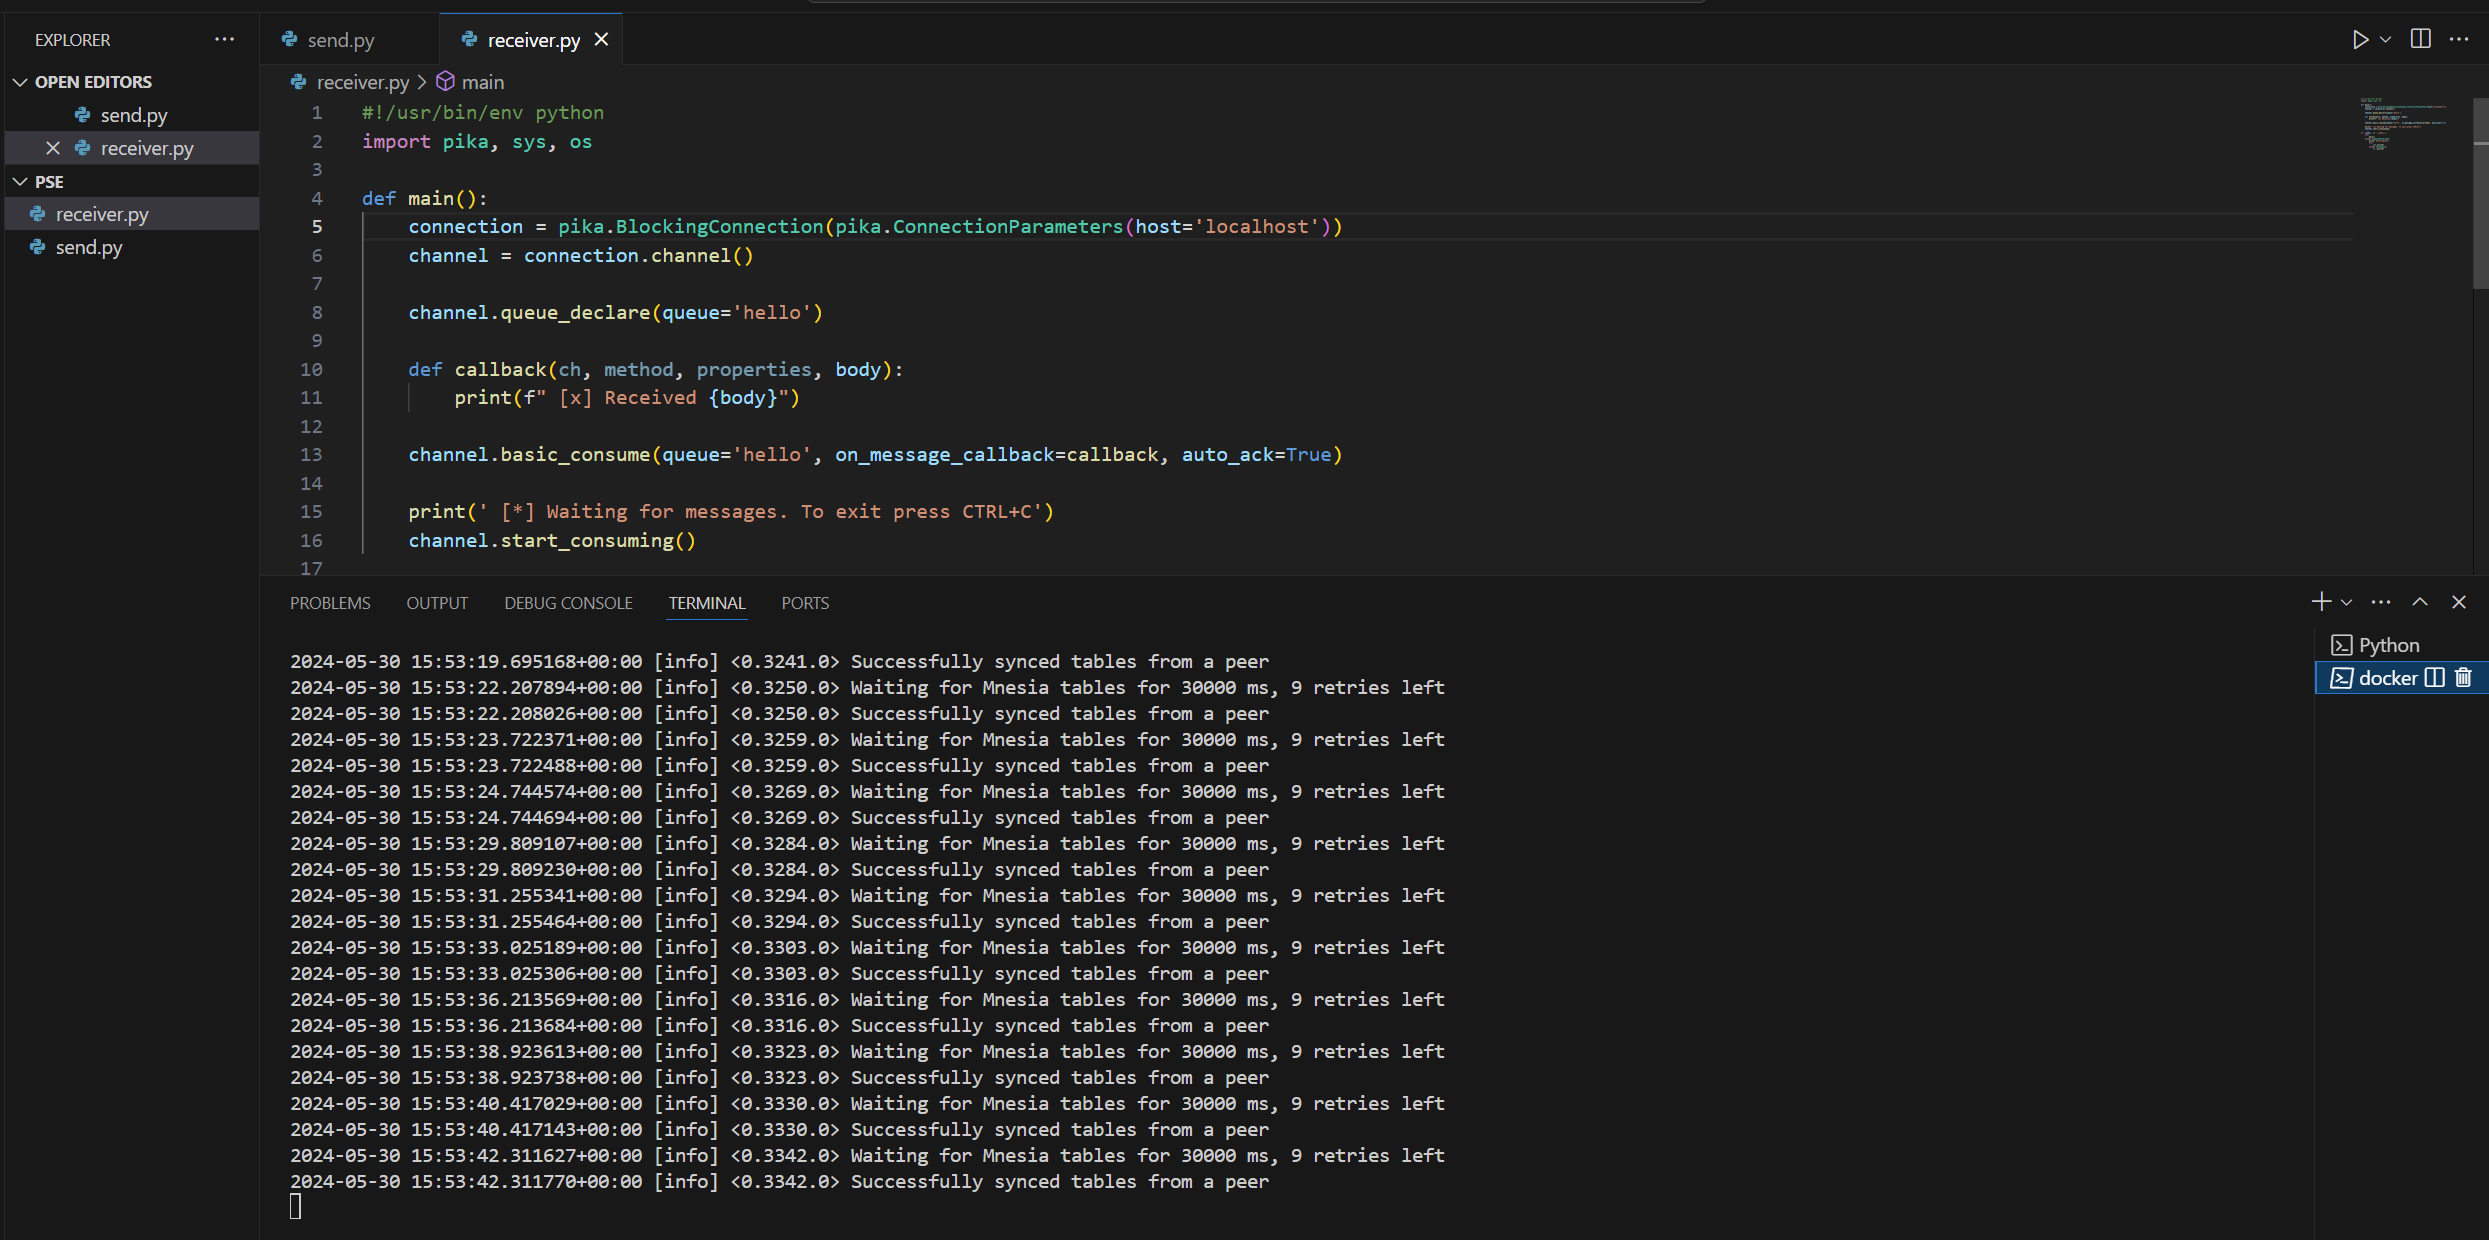 EXPLORER
OPEN EDITORS
send.py
receiver.py
PSE
receiver.py
send.py
send.py
receiver.py
receiver.py > main
1 #!/usr/bin/env python
2 import pika, sys, os
3
4 def main():
5 connection = pika.BlockingConnection(pika.ConnectionParameters(host='localhost'))
6 channel = connection.channel()
7
8 channel.queue_declare(queue='hello')
9
10 def callback(ch, method, properties, body):
11 print(f" [x] Received {body}")
12
13 channel.basic_consume(queue='hello', on_message_callback=callback, auto_ack=True)
14
15 print(' [*] Waiting for messages. To exit press CTRL+C')
16 channel.start_consuming()
17
PROBLEMS OUTPUT DEBUG CONSOLE TERMINAL PORTS
2024-05-30 15:53:19.695168+00:00 [info] <0.3241.0> Successfully synced tables from a peer
2024-05-30 15:53:22.207894+00:00 [info] <0.3250.0> Waiting for Mnesia tables for 30000 ms, 9 retries left
2024-05-30 15:53:22.208026+00:00 [info] <0.3250.0> Successfully synced tables from a peer
2024-05-30 15:53:23.722371+00:00 [info] <0.3259.0> Waiting for Mnesia tables for 30000 ms, 9 retries left
2024-05-30 15:53:23.722488+00:00 [info] <0.3259.0> Successfully synced tables from a peer
2024-05-30 15:53:24.744574+00:00 [info] <0.3269.0> Waiting for Mnesia tables for 30000 ms, 9 retries left
2024-05-30 15:53:24.744694+00:00 [info] <0.3269.0> Successfully synced tables from a peer
2024-05-30 15:53:29.809107+00:00 [info] <0.3284.0> Waiting for Mnesia tables for 30000 ms, 9 retries left
2024-05-30 15:53:29.809230+00:00 [info] <0.3284.0> Successfully synced tables from a peer
2024-05-30 15:53:31.255341+00:00 [info] <0.3294.0> Waiting for Mnesia tables for 30000 ms, 9 retries left
2024-05-30 15:53:31.255464+00:00 [info] <0.3294.0> Successfully synced tables from a peer
2024-05-30 15:53:33.025189+00:00 [info] <0.3303.0> Waiting for Mnesia tables for 30000 ms, 9 retries left
2024-05-30 15:53:33.025306+00:00 [info] <0.3303.0> Successfully synced tables from a peer
2024-05-30 15:53:36.213569+00:00 [info] <0.3316.0> Waiting for Mnesia tables for 30000 ms, 9 retries left
2024-05-30 15:53:36.213684+00:00 [info] <0.3316.0> Successfully synced tables from a peer
2024-05-30 15:53:38.923613+00:00 [info] <0.3323.0> Waiting for Mnesia tables for 30000 ms, 9 retries left
2024-05-30 15:53:38.923738+00:00 [info] <0.3323.0> Successfully synced tables from a peer
2024-05-30 15:53:40.417029+00:00 [info] <0.3330.0> Waiting for Mnesia tables for 30000 ms, 9 retries left
2024-05-30 15:53:40.417143+00:00 [info] <0.3330.0> Successfully synced tables from a peer
2024-05-30 15:53:42.311627+00:00 [info] <0.3342.0> Waiting for Mnesia tables for 30000 ms, 9 retries left
2024-05-30 15:53:42.311770+00:00 [info] <0.3342.0> Successfully synced tables from a peer
Python
docker